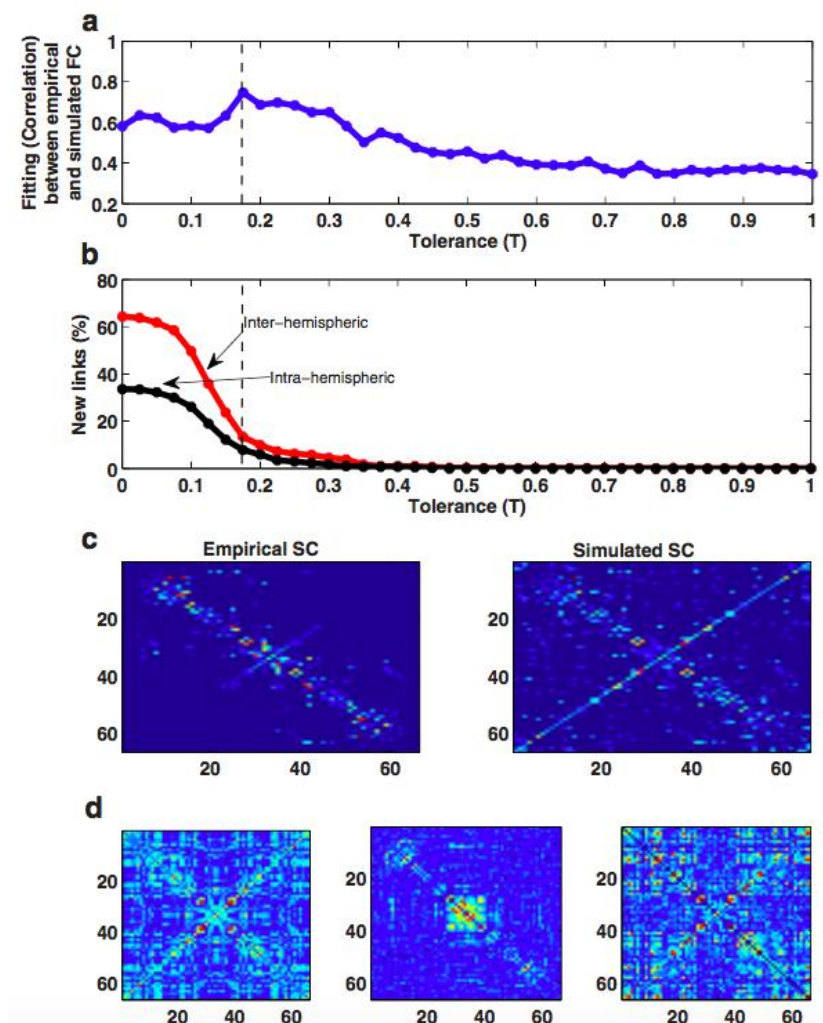 a
Fitting (Correlation)
between empirical
and simulated FC
1
0.8
0.6
0.4
0.2
0 0.1 0.2 0.3 0.4 0.5 0.6 0.7 0.8 0.9 1
Tolerance (T)
b
New links (%)
80
60
40
20
0
Inter-hemispheric
Intra-hemispheric
0 0.1 0.2 0.3 0.4 0.5 0.6 0.7 0.8 0.9 1
Tolerance (T)
c
Empirical SC
20
40
60
20 40 60
Simulated SC
20
40
60
20 40 60
d
20
40
60
20 40 60
20
40
60
20 40 60
20
40
60
20 40 60